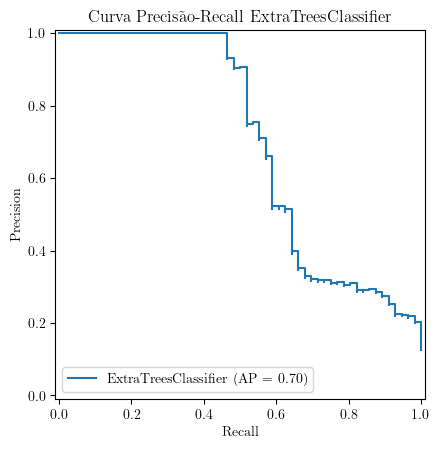 Curva Precisão-Recall ExtraTreesClassifier
1.0
0.8
0.6
0.4
0.2
0.0
Precision
ExtraTreesClassifier (AP = 0.70)
0.0 0.2 0.4 0.6 0.8 1.0
Recall